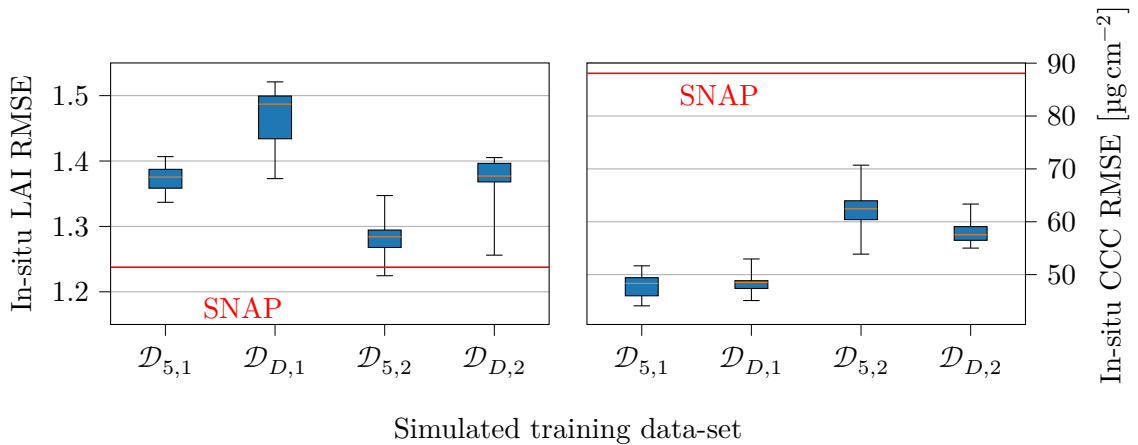 In-situ LAI RMSE
1.5
1.4
1.3
1.2
SNAP
𝒟5,1
𝒟D,1
𝒟5,2
𝒟D,2
SNAP
90
80
70
60
50
In-situ CCC RMSE [µg cm−2]
𝒟5,1
𝒟D,1
𝒟5,2
𝒟D,2
Simulated training data-set